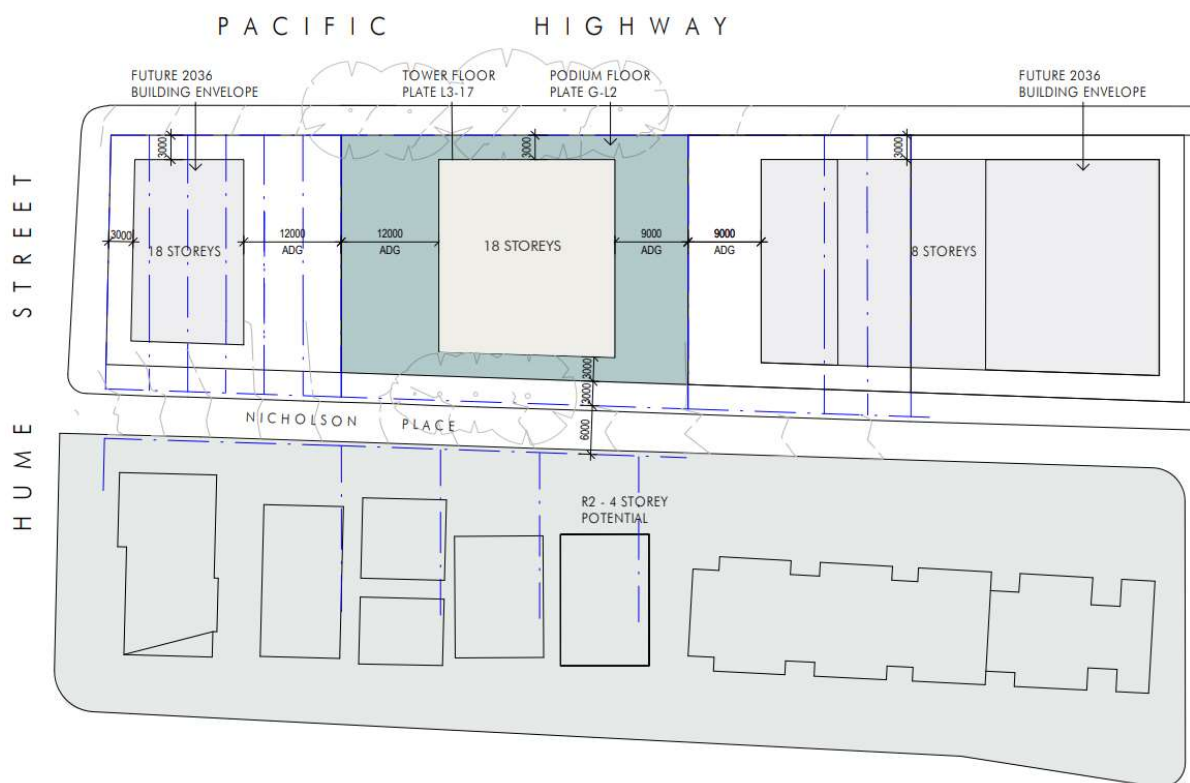 PACIFIC HIGHWAY
FUTURE 2036
BUILDING ENVELOPE
TOWER FLOOR
PLATE L3-17
PODIUM FLOOR
PLATE G-L2
FUTURE 2036
BUILDING ENVELOPE
3000
3000
3000
3000
18 STOREYS
12000
ADG
12000
ADG
18 STOREYS
9000
ADG
9000
ADG
8 STOREYS
3000
3000
6000
HUME STREET
NICHOLSON PLACE
R2 - 4 STOREY
POTENTIAL